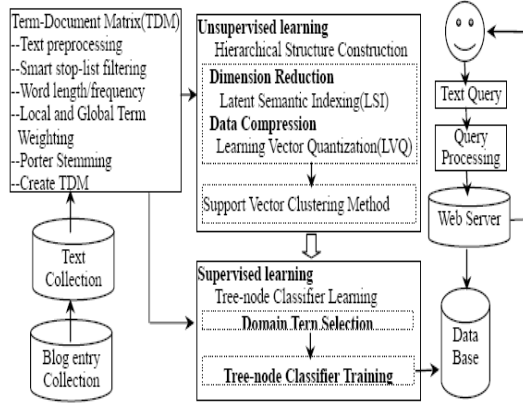 Term-Document Matrix(TDM)
--Text preprocessing
--Smart stop-list filtering
--Word length/frequency
--Local and Global Term
Weighting
--Porter Stemming
--Create TDM
Text
Collection
Blog entry
Collection
Unsupervised learning
Hierarchical Structure Construction
Dimension Reduction
Latent Semantic Indexing(LSI)
Data Compression
Learning Vector Quantization(LVQ)
Support Vector Clustering Method
Supervised learning
Tree-node Classifier Learning
Domain Tern Selection
Tree-node Classifier Training
Text Query
Query
Processing
Web Server
Data
Base